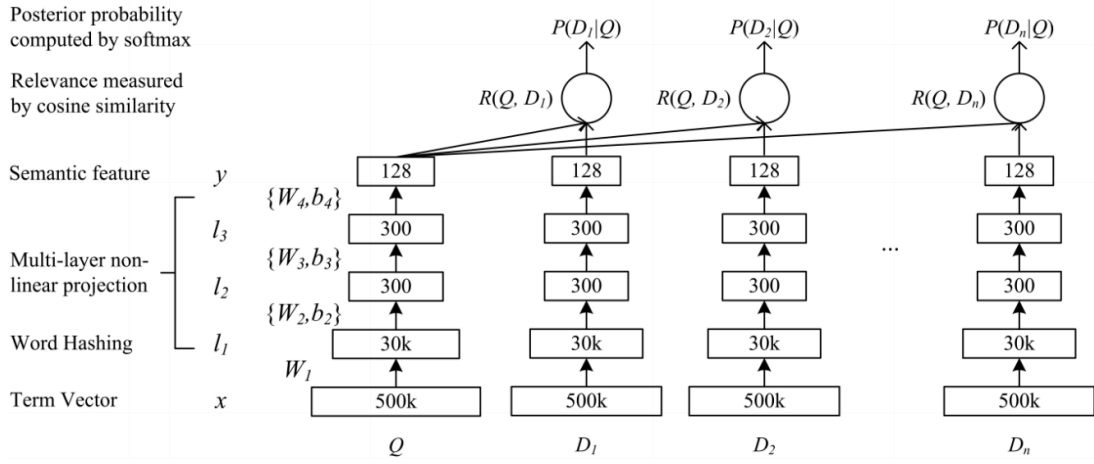 Posterior probability
computed by softmax
P(D₁|Q) P(D₂|Q) P(Dₙ|Q)
Relevance measured
by cosine similarity
R(Q, D₁) R(Q, D₂) R(Q, Dₙ)
Semantic feature y 128 128 128 128
{W₄,b₄}
l₃ 300 300 300 300
Multi-layer non-
linear projection
{W₃,b₃}
...
l₂ 300 300 300 300
{W₂,b₂}
Word Hashing l₁ 30k 30k 30k 30k
W₁
Term Vector x 500k 500k 500k 500k
Q D₁ D₂ Dₙ